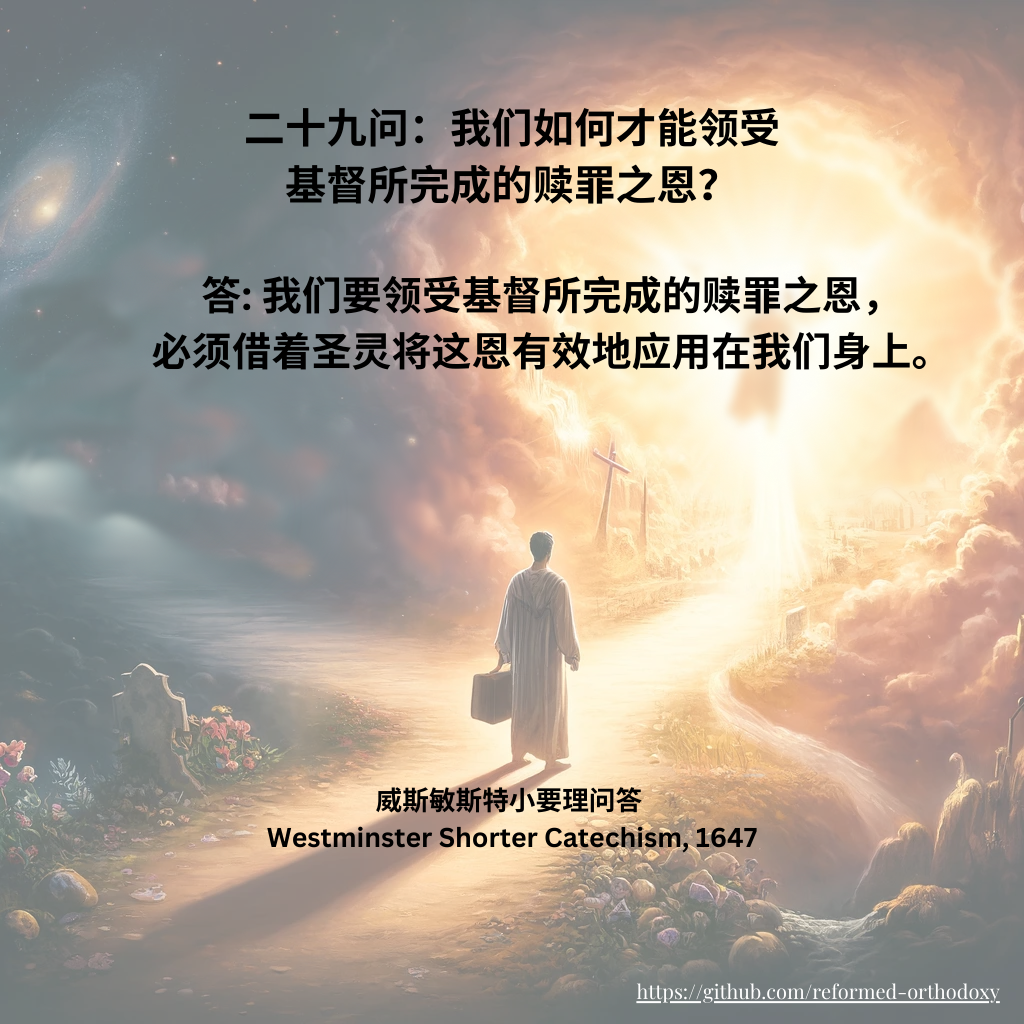 二十九问：我们如何才能领受
基督所完成的赎罪之恩？
答: 我们要领受基督所完成的赎罪之恩，
必须借着圣灵将这恩有效地应用在我们身上。
威斯敏斯特小要理问答
Westminster Shorter Catechism, 1647
https://github.com/reformed-orthodoxy